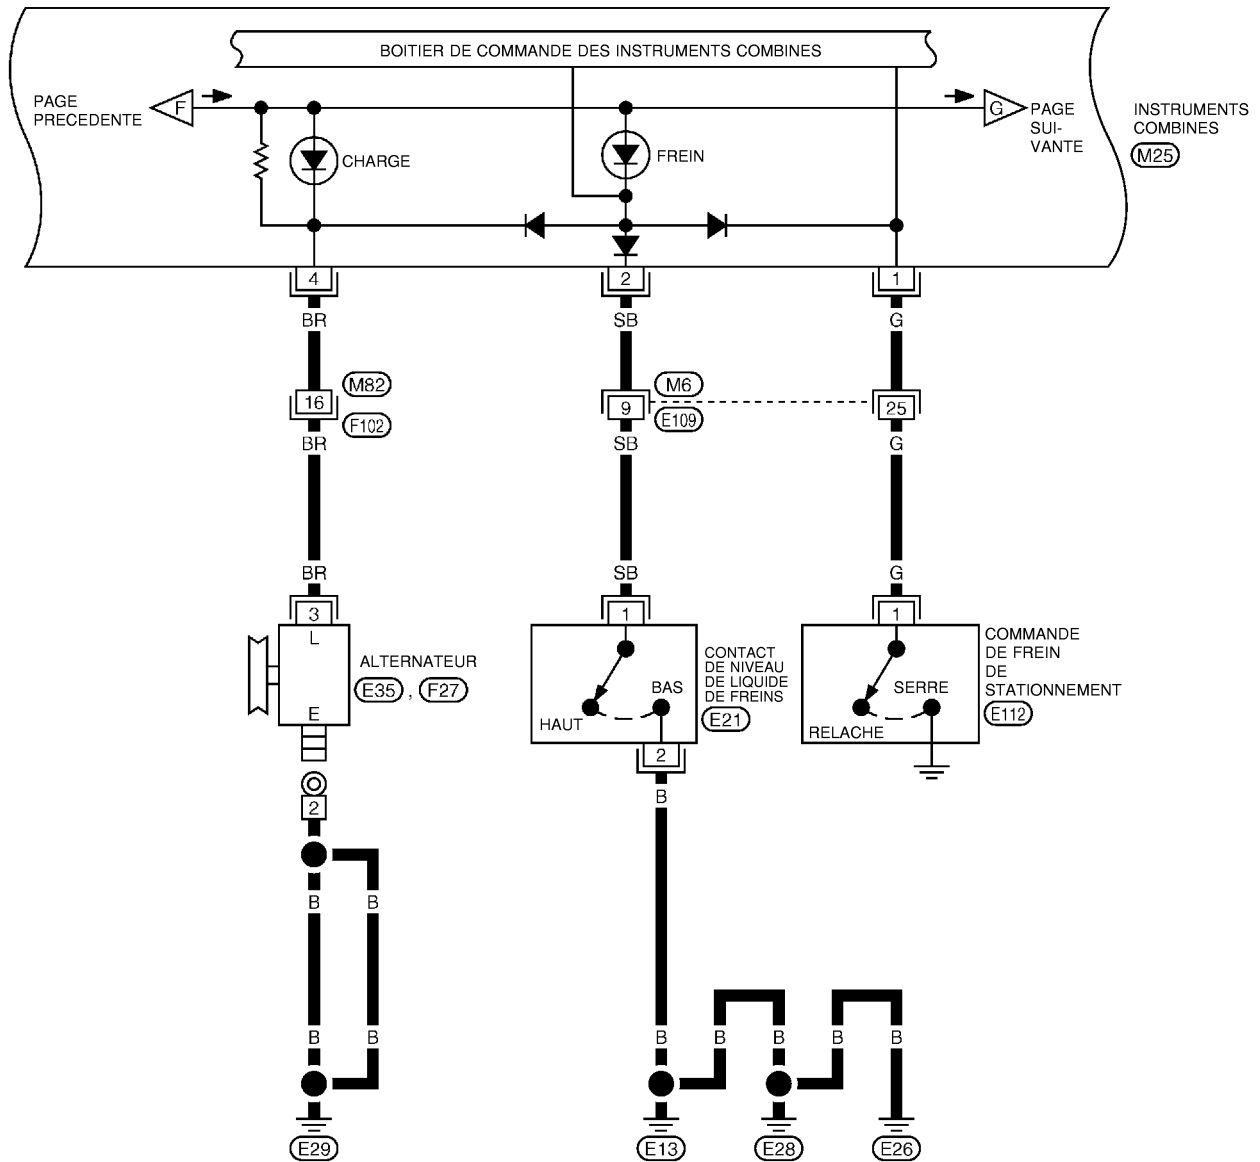 BOITIER DE COMMANDE DES INSTRUMENTS COMBINES
PAGE
PRECEDENTE
F
G
PAGE
SUI-
VANTE
INSTRUMENTS
COMBINES
M25
CHARGE
FREIN
4
2
1
BR
SB
G
16
M82
F102
9
M6
E109
25
BR
SB
G
BR
SB
G
3
1
1
L
E
ALTERNATEUR
E35 , F27
HAUT
BAS
CONTACT
DE NIVEAU
DE LIQUIDE
DE FREINS
E21
RELACHE
SERRE
COMMANDE
DE FREIN
DE
STATIONNEMENT
E112
2
B
2
B
B
B
B
B
B
B
B
B
E29
E13
E28
E26